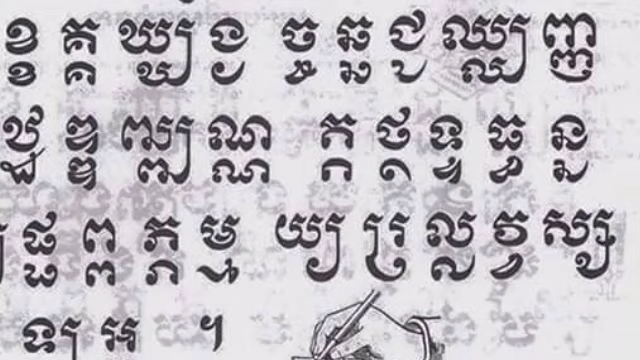 ខ្ខ គ្គ ឃ្ឃ ង្ង ច្ច ឆ្ឆ ជ្ជ ឈ្ឈ ញ្ញ
ឋ្ឋ ឌ្ឌ ឍ្ឍ ណ្ណ ត្ត ថ្ថ ទ្ទ ធ្ធ ន្ន
ផ្ផ ព្ព ភ្ភ ម្ម យ្យ រ្រ ល្ល វ្វ ស្ស
ឡ អ ។